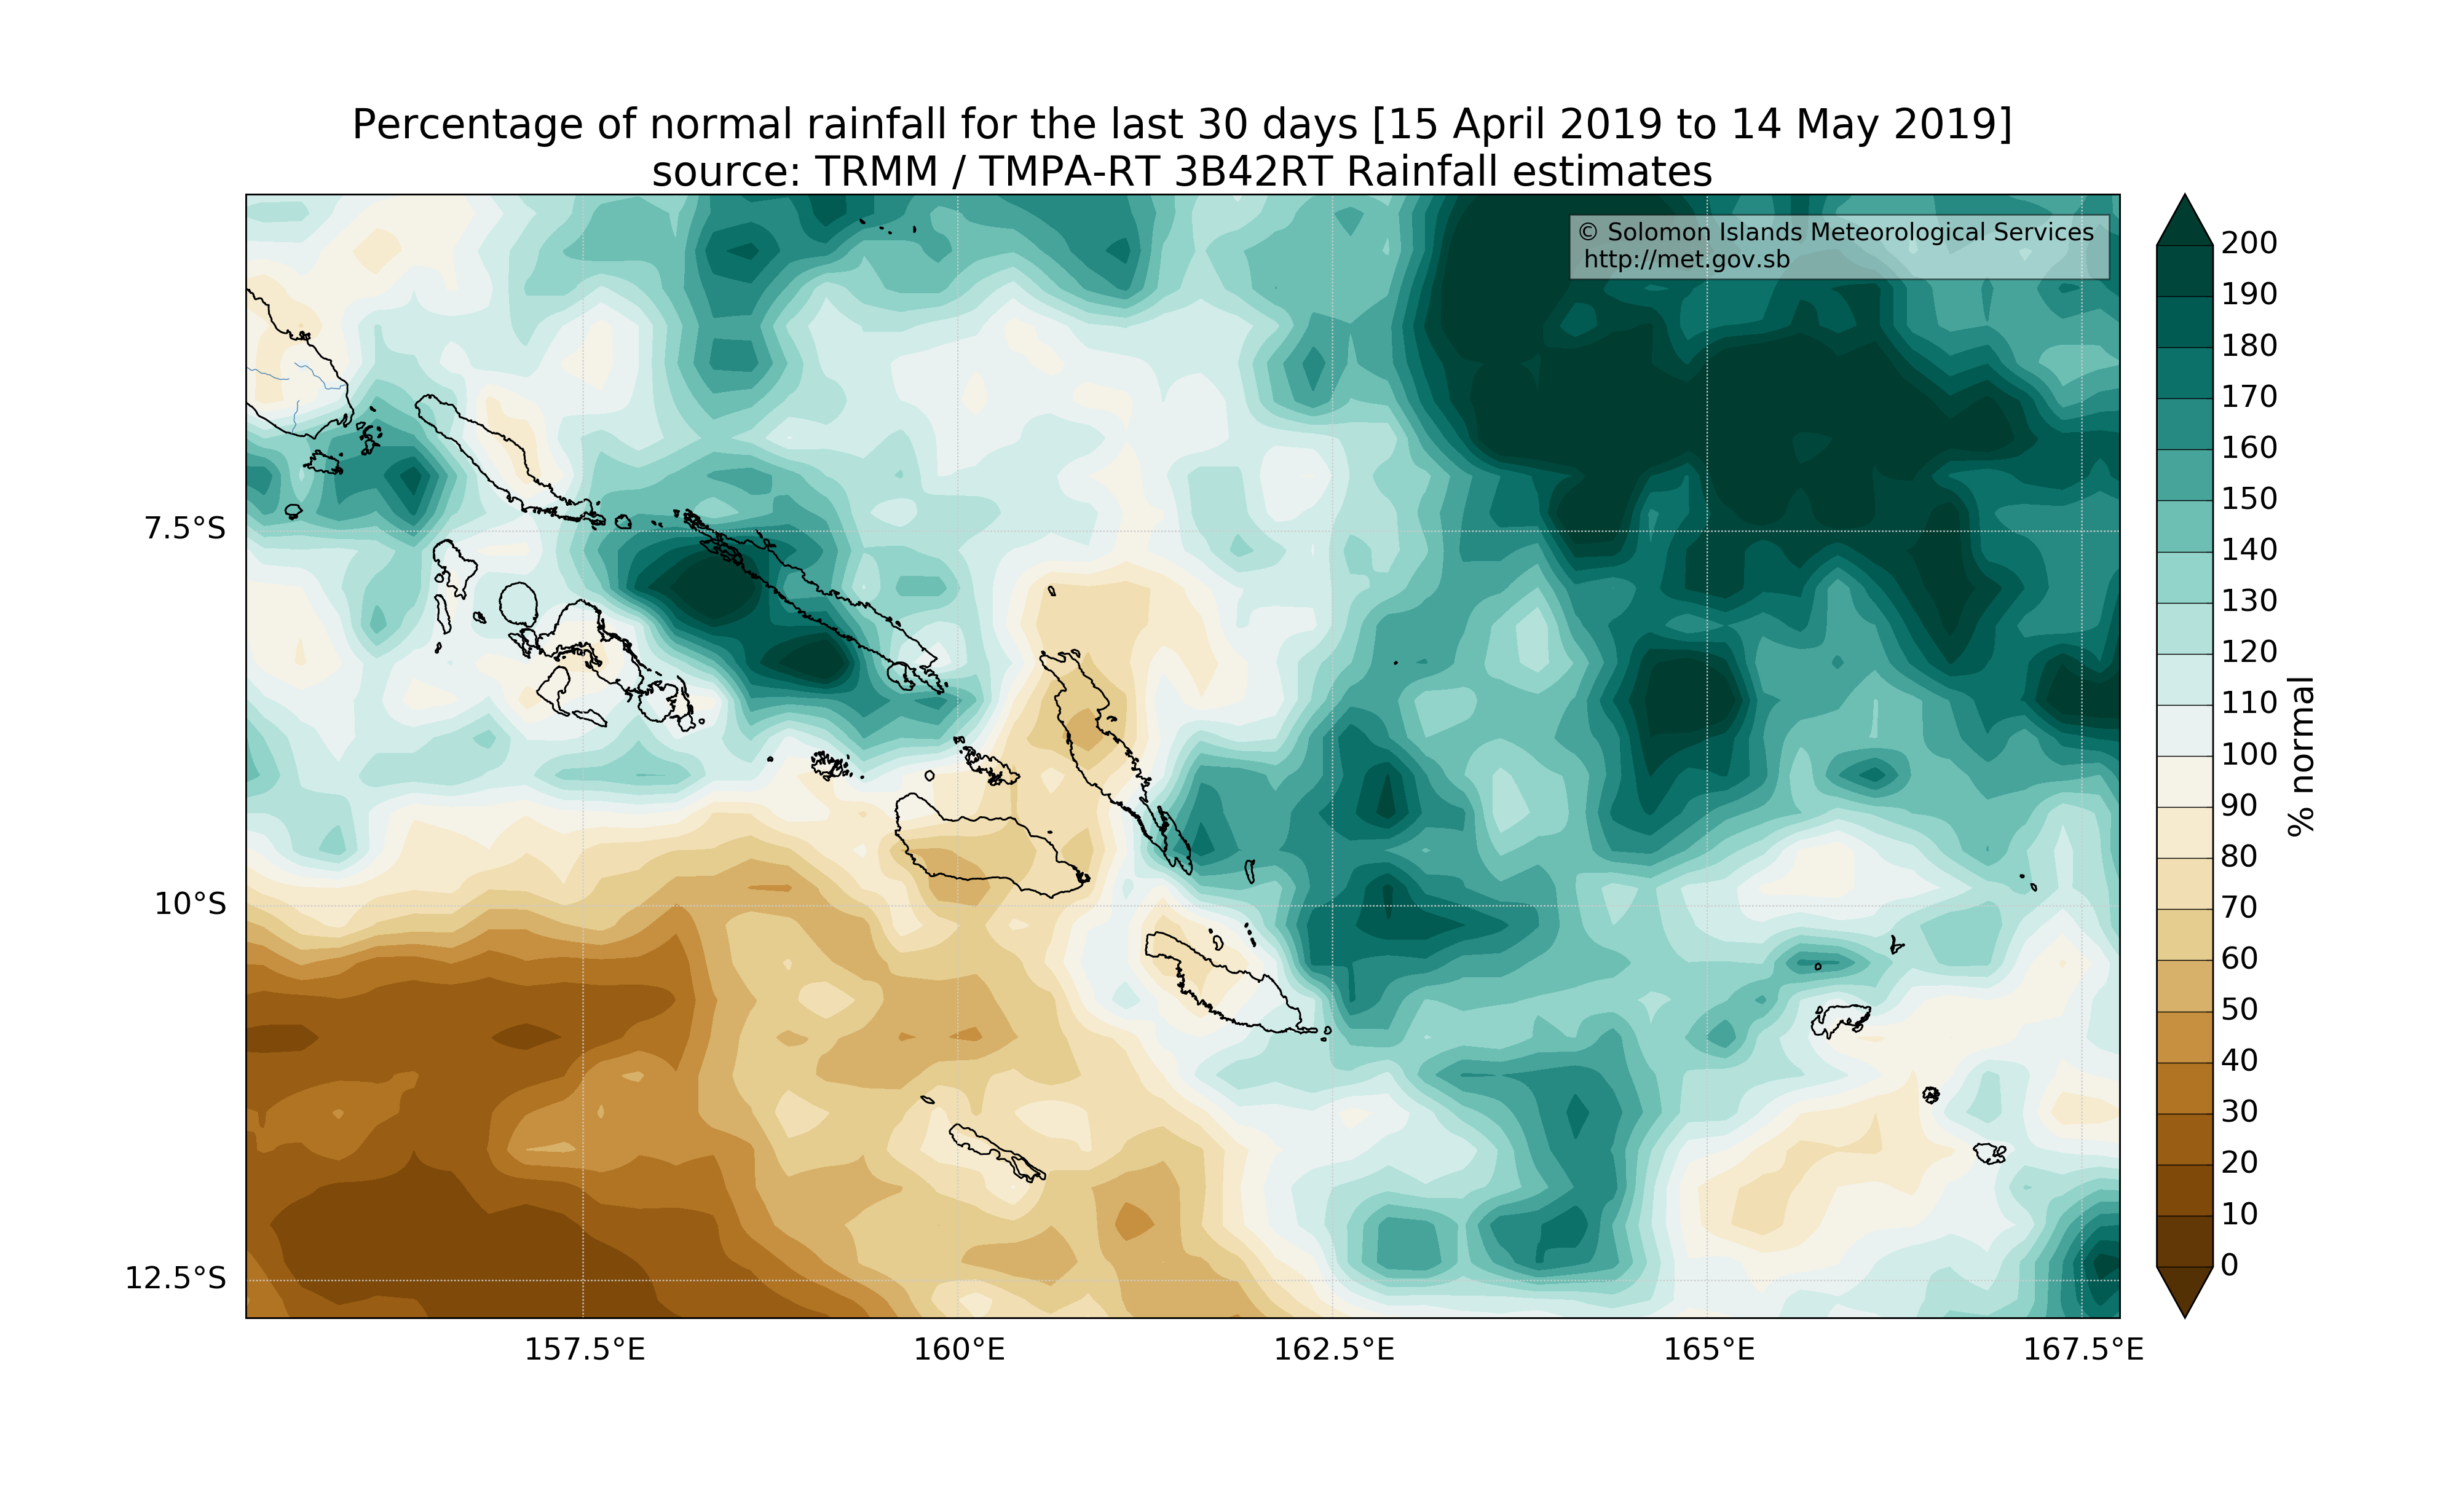 Percentage of normal rainfall for the last 30 days [15 April 2019 to 14 May 2019]
source: TRMM / TMPA-RT 3B42RT Rainfall estimates
© Solomon Islands Meteorological Services
http://met.gov.sb
7.5°S
10°S
12.5°S
157.5°E
160°E
162.5°E
165°E
167.5°E
200
190
180
170
160
150
140
130
120
110
100
90
80
70
60
50
40
30
20
10
0
% normal